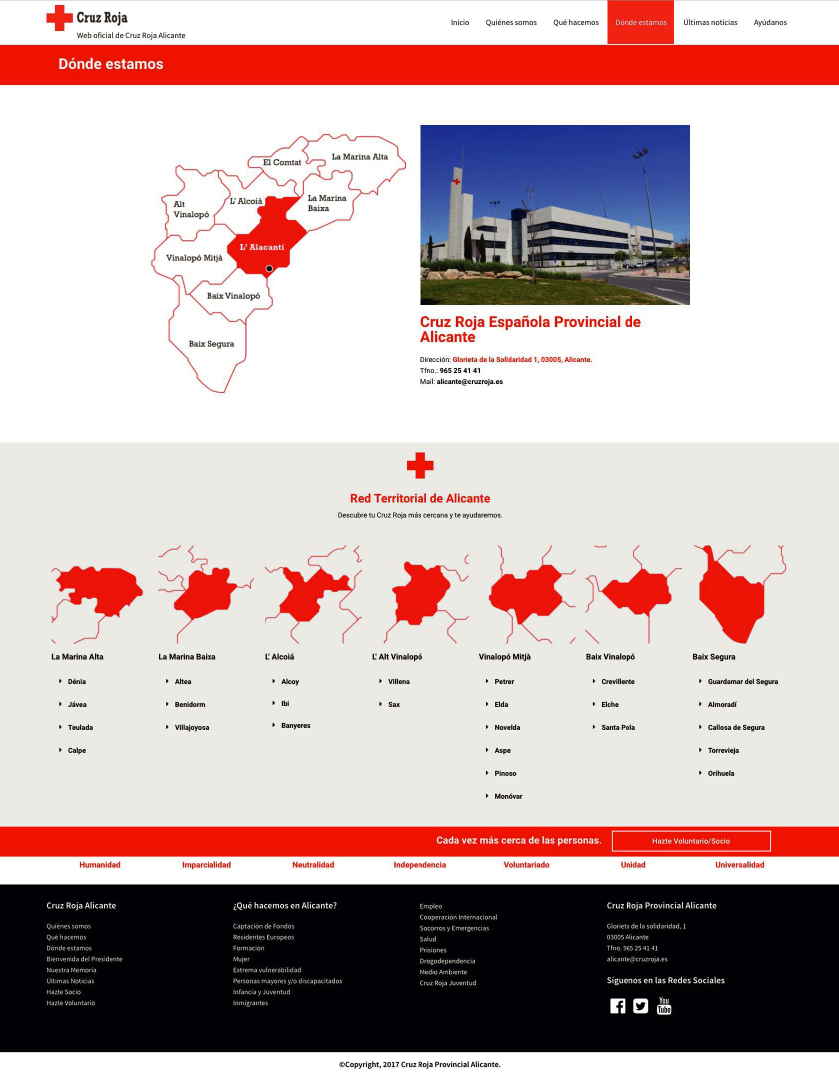 Cruz Roja
Web oficial de Cruz Roja Alicante
Inicio
Quiénes somos
Qué hacemos
Dónde estamos
Últimas noticias
Ayúdanos
Dónde estamos
El Comtat
La Marina Alta
Alt
Vinalopó
L' Alcoià
La Marina
Baixa
L' Alacantí
Vinalopó Mitjà
Baix Vinalopó
Baix Segura
Cruz Roja Española Provincial de
Alicante
Dirección: Glorieta de la Solidaridad 1, 03005, Alicante.
Tfno.: 965 25 41 41
Mail: alicante@cruzroja.es
Red Territorial de Alicante
Descubre tu Cruz Roja más cercana y te ayudaremos.
La Marina Alta
Dénia
Jávea
Teulada
Calpe
La Marina Baixa
Altea
Benidorm
Villajoyosa
L' Alcoiá
Alcoy
Ibi
Banyeres
L' Alt Vinalopó
Villena
Sax
Vinalopó Mitjà
Petrer
Elda
Novelda
Aspe
Pinoso
Monóvar
Baix Vinalopó
Crevillente
Elche
Santa Pola
Baix Segura
Guardamar del Segura
Almoradí
Callosa de Segura
Torrevieja
Orihuela
Cada vez más cerca de las personas.
Hazte Voluntario/Socio
Humanidad
Imparcialidad
Neutralidad
Independencia
Voluntariado
Unidad
Universalidad
Cruz Roja Alicante
Quiénes somos
Qué hacemos
Dónde estamos
Bienvenida del Presidente
Nuestra Memoria
Últimas Noticias
Hazte Socio
Hazte Voluntario
¿Qué hacemos en Alicante?
Captación de Fondos
Residentes Europeos
Formación
Mujer
Extrema vulnerabilidad
Personas mayores y/o discapacitados
Infancia y Juventud
Inmigrantes
Empleo
Cooperación Internacional
Socorros y Emergencias
Salud
Prisiones
Drogodependencia
Medio Ambiente
Cruz Roja Juventud
Cruz Roja Provincial Alicante
Glorieta de la solidaridad, 1
03005 Alicante
Tfno. 965 25 41 41
alicante@cruzroja.es
Síguenos en las Redes Sociales
You
Tube
©Copyright, 2017 Cruz Roja Provincial Alicante.